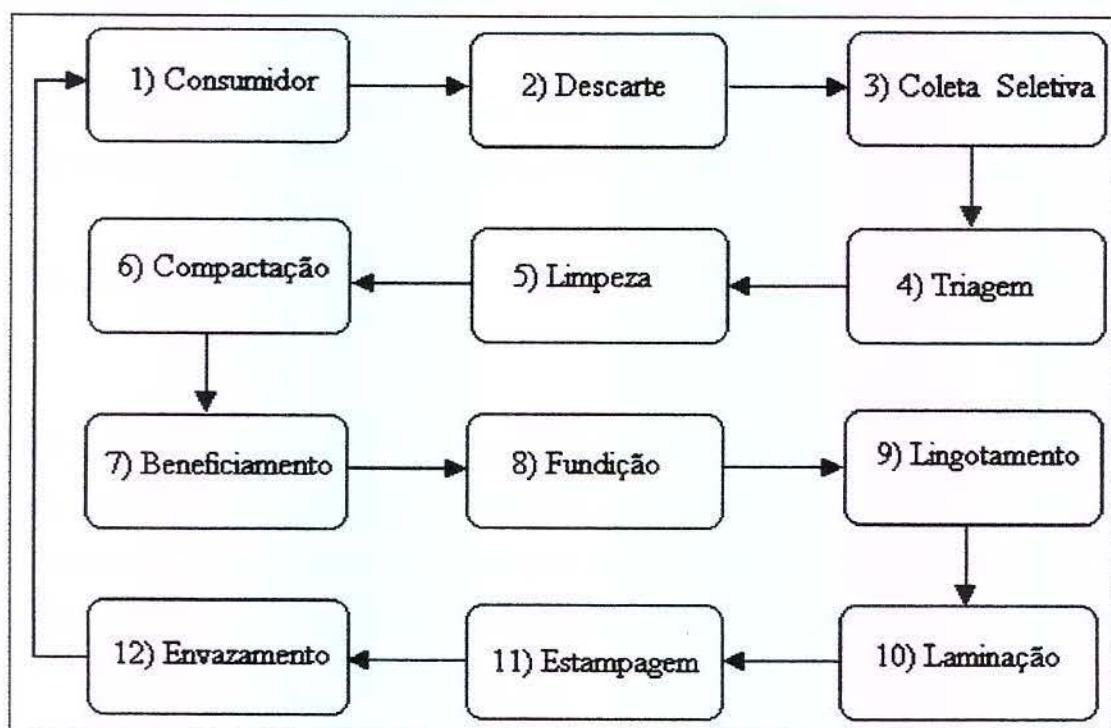 1) Consumidor
2) Descarte
3) Coleta Seletiva
4) Triagem
5) Limpeza
6) Compactação
7) Beneficiamento
8) Fundição
9) Lingotamento
10) Laminação
11) Estampagem
12) Envazamento